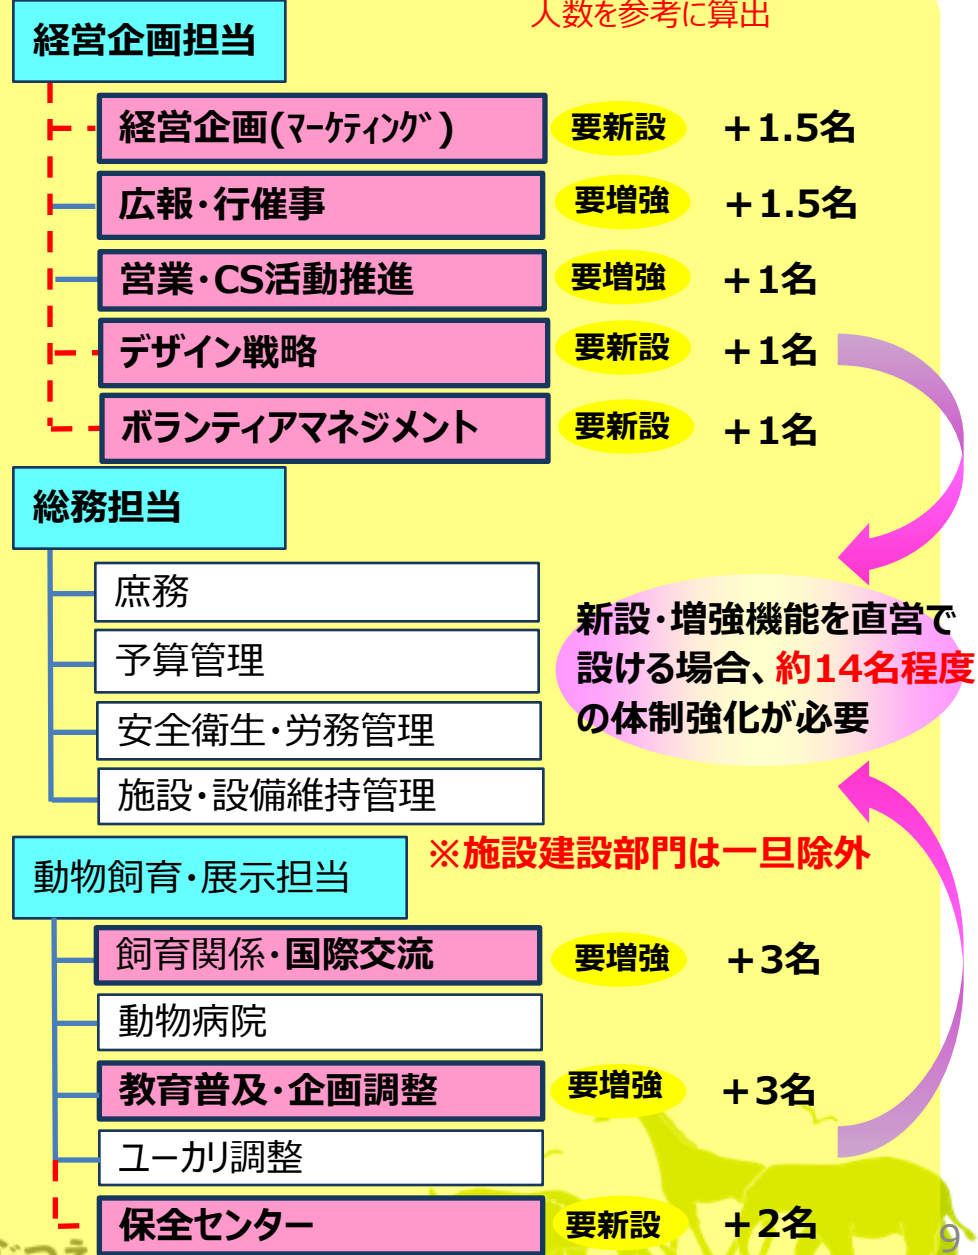 人数を参考に算出
経営企画担当
経営企画(ﾏｰｹﾃｨﾝｸﾞ) 要新設 +1.5名
広報・行催事 要増強 +1.5名
営業・CS活動推進 要増強 +1名
デザイン戦略 要新設 +1名
ボランティアマネジメント 要新設 +1名
総務担当
庶務
予算管理
安全衛生・労務管理
施設・設備維持管理
新設・増強機能を直営で
設ける場合、約14名程度
の体制強化が必要
※施設建設部門は一旦除外
動物飼育・展示担当
飼育関係・国際交流 要増強 +3名
動物病院
教育普及・企画調整 要増強 +3名
ユーカリ調整
保全センター 要新設 +2名
9